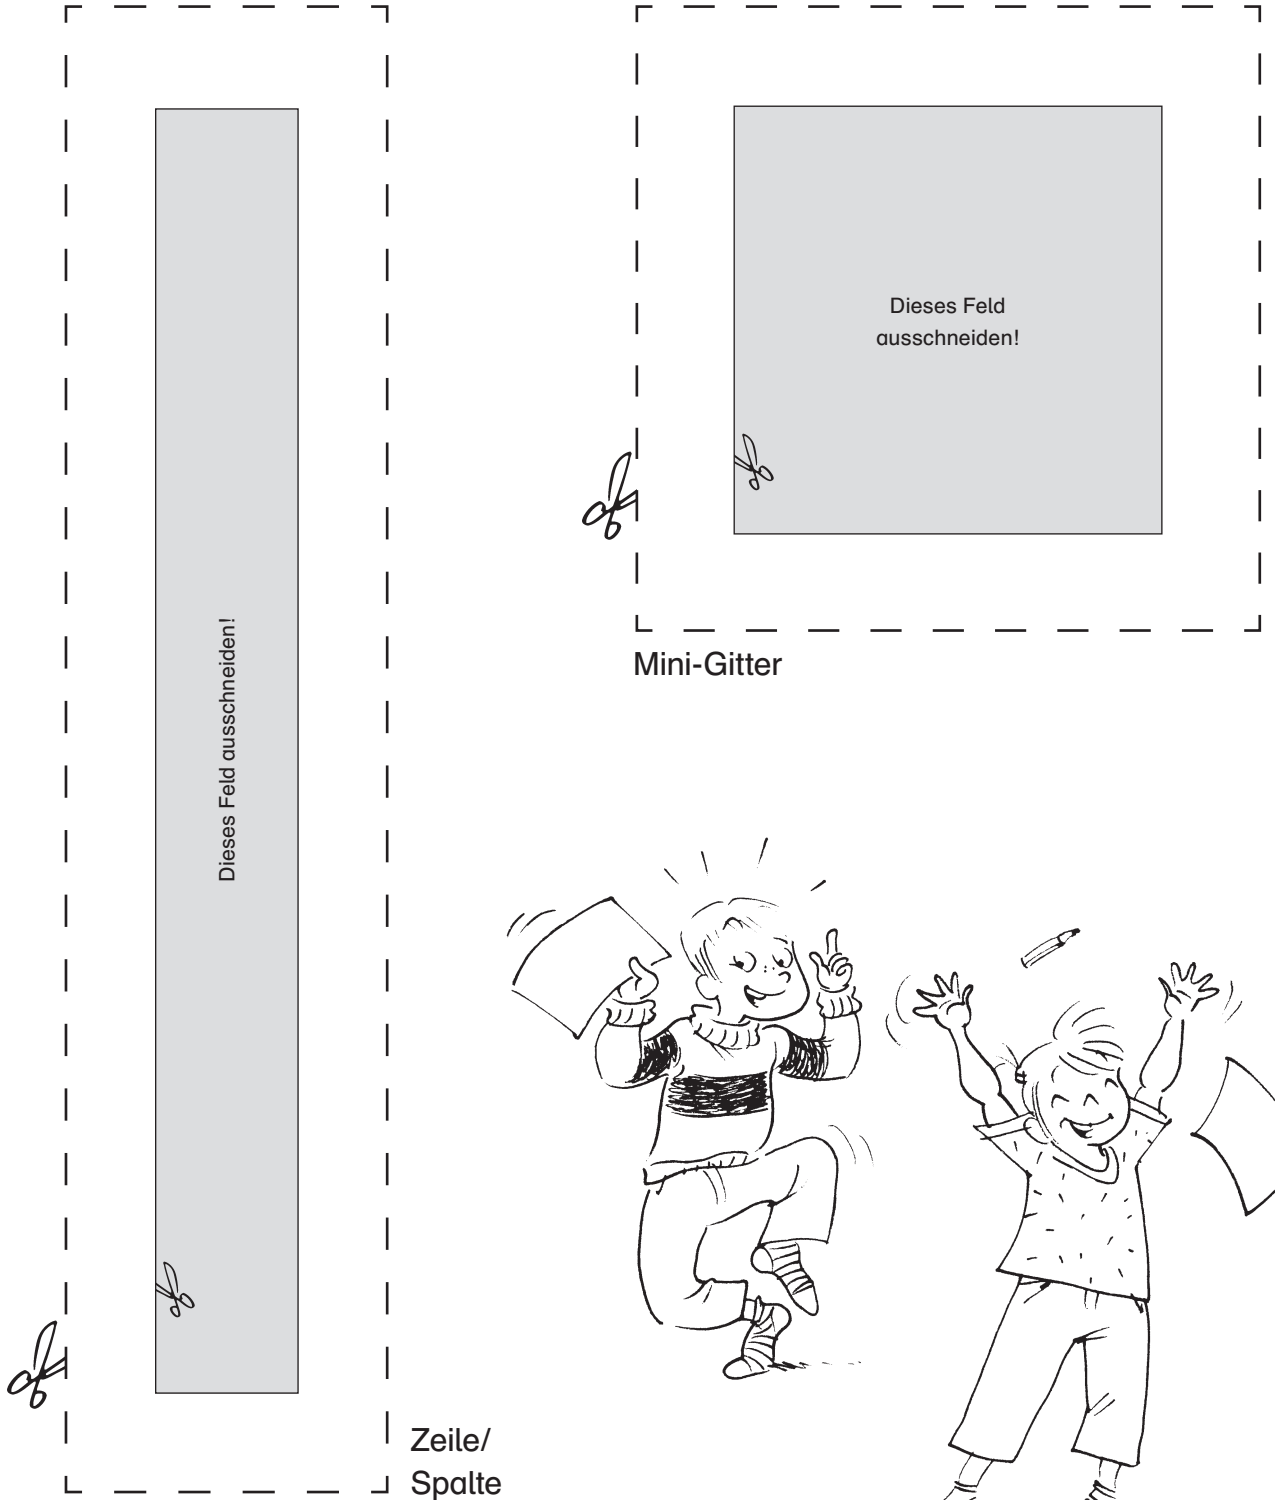 Dieses Feld ausschneiden!
Zeile/
Spalte
Dieses Feld
ausschneiden!
Mini-Gitter